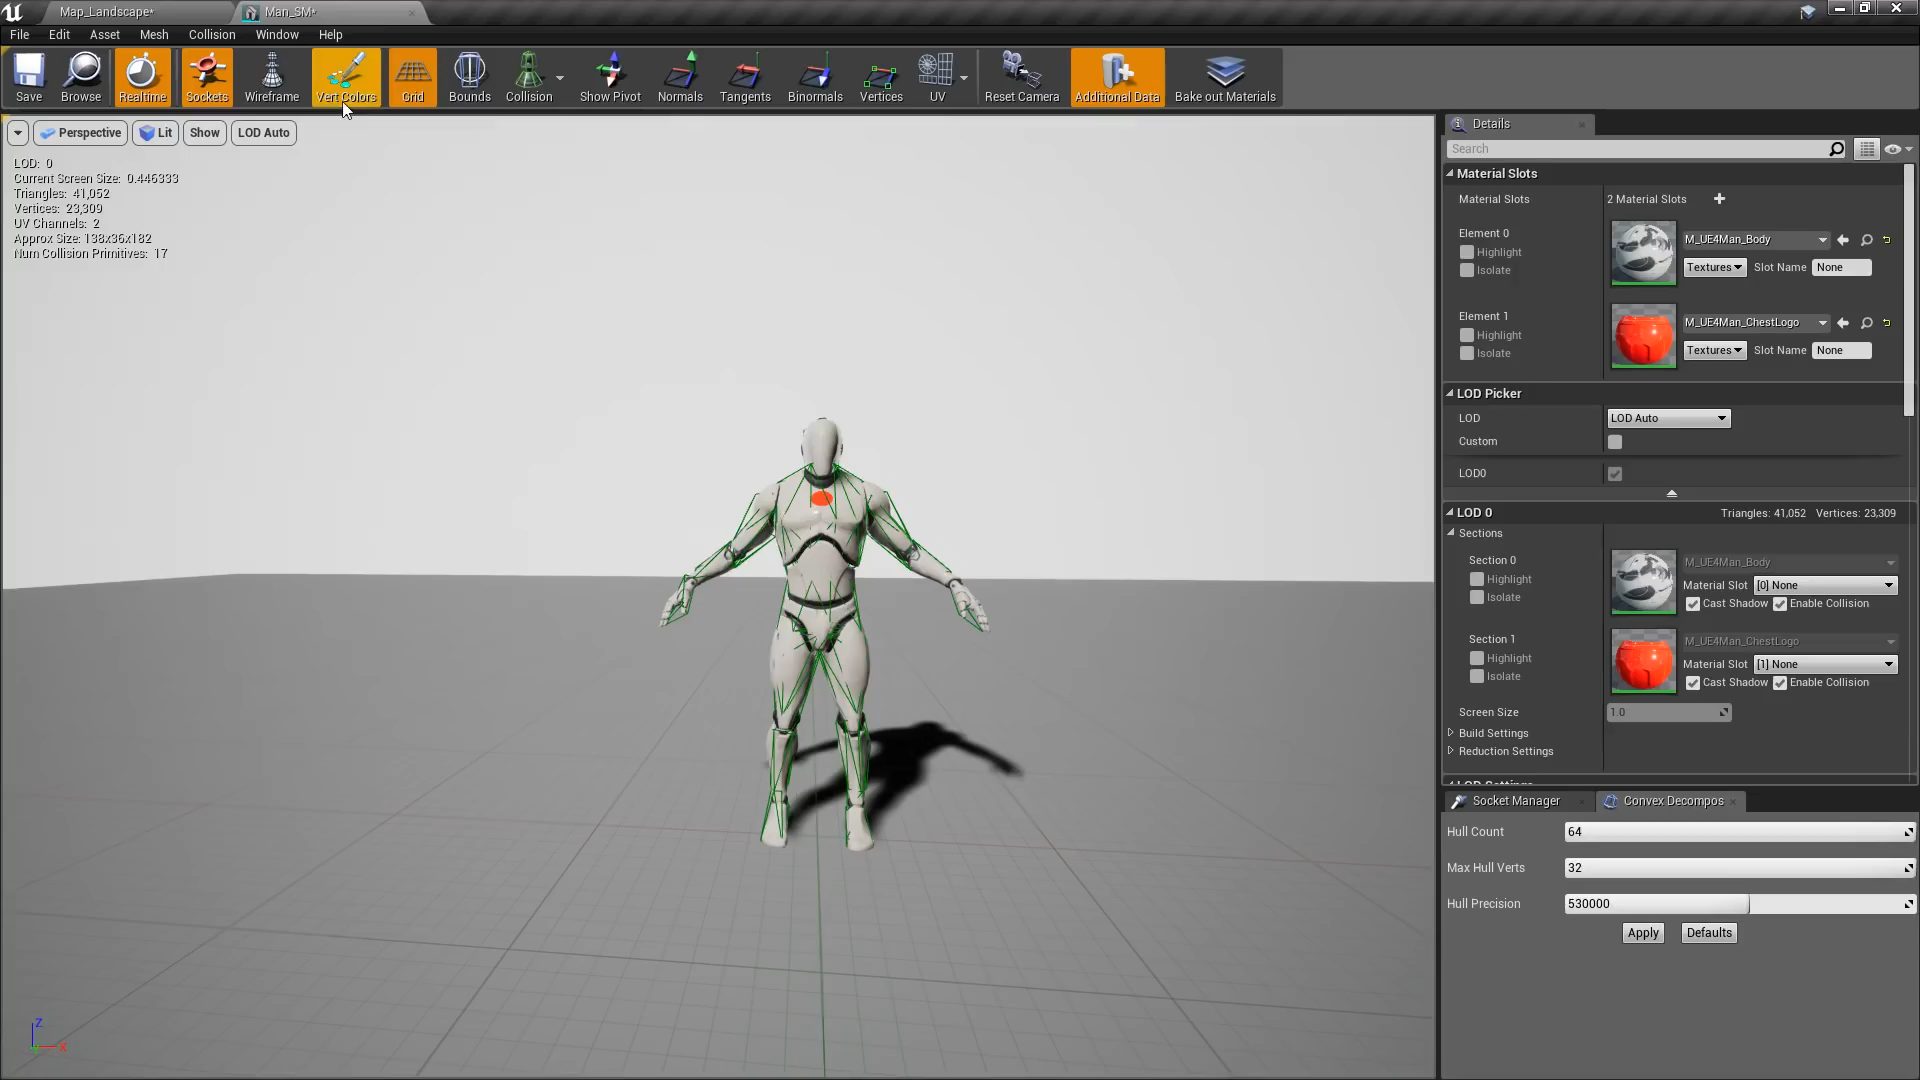 Map_Landscape*
Man_SM*
File Edit Asset Mesh Collision Window Help
Save Browse Realtime Sockets Wireframe Vert Colors Grid Bounds Collision Show Pivot Normals Tangents Binormals Vertices UV Reset Camera Additional Data Bake out Materials
Perspective Lit Show LOD Auto
LOD: 0
Current Screen Size: 0.446333
Triangles: 41,052
Vertices: 23,309
UV Channels: 2
Approx Size: 138x36x182
Num Collision Primitives: 17
Z
X
Details
Search
Material Slots
Material Slots 2 Material Slots
Element 0
Highlight
Isolate
M_UE4Man_Body
Textures Slot Name None
Element 1
Highlight
Isolate
M_UE4Man_ChestLogo
Textures Slot Name None
LOD Picker
LOD LOD Auto
Custom
LOD0
LOD 0 Triangles: 41,052 Vertices: 23,309
Sections
Section 0
Highlight
Isolate
M_UE4Man_Body
Material Slot [0] None
Cast Shadow Enable Collision
Section 1
Highlight
Isolate
M_UE4Man_ChestLogo
Material Slot [1] None
Cast Shadow Enable Collision
Screen Size 1.0
Build Settings
Reduction Settings
LOD Settings
Socket Manager Convex Decompos
Hull Count 64
Max Hull Verts 32
Hull Precision 530000
Apply Defaults